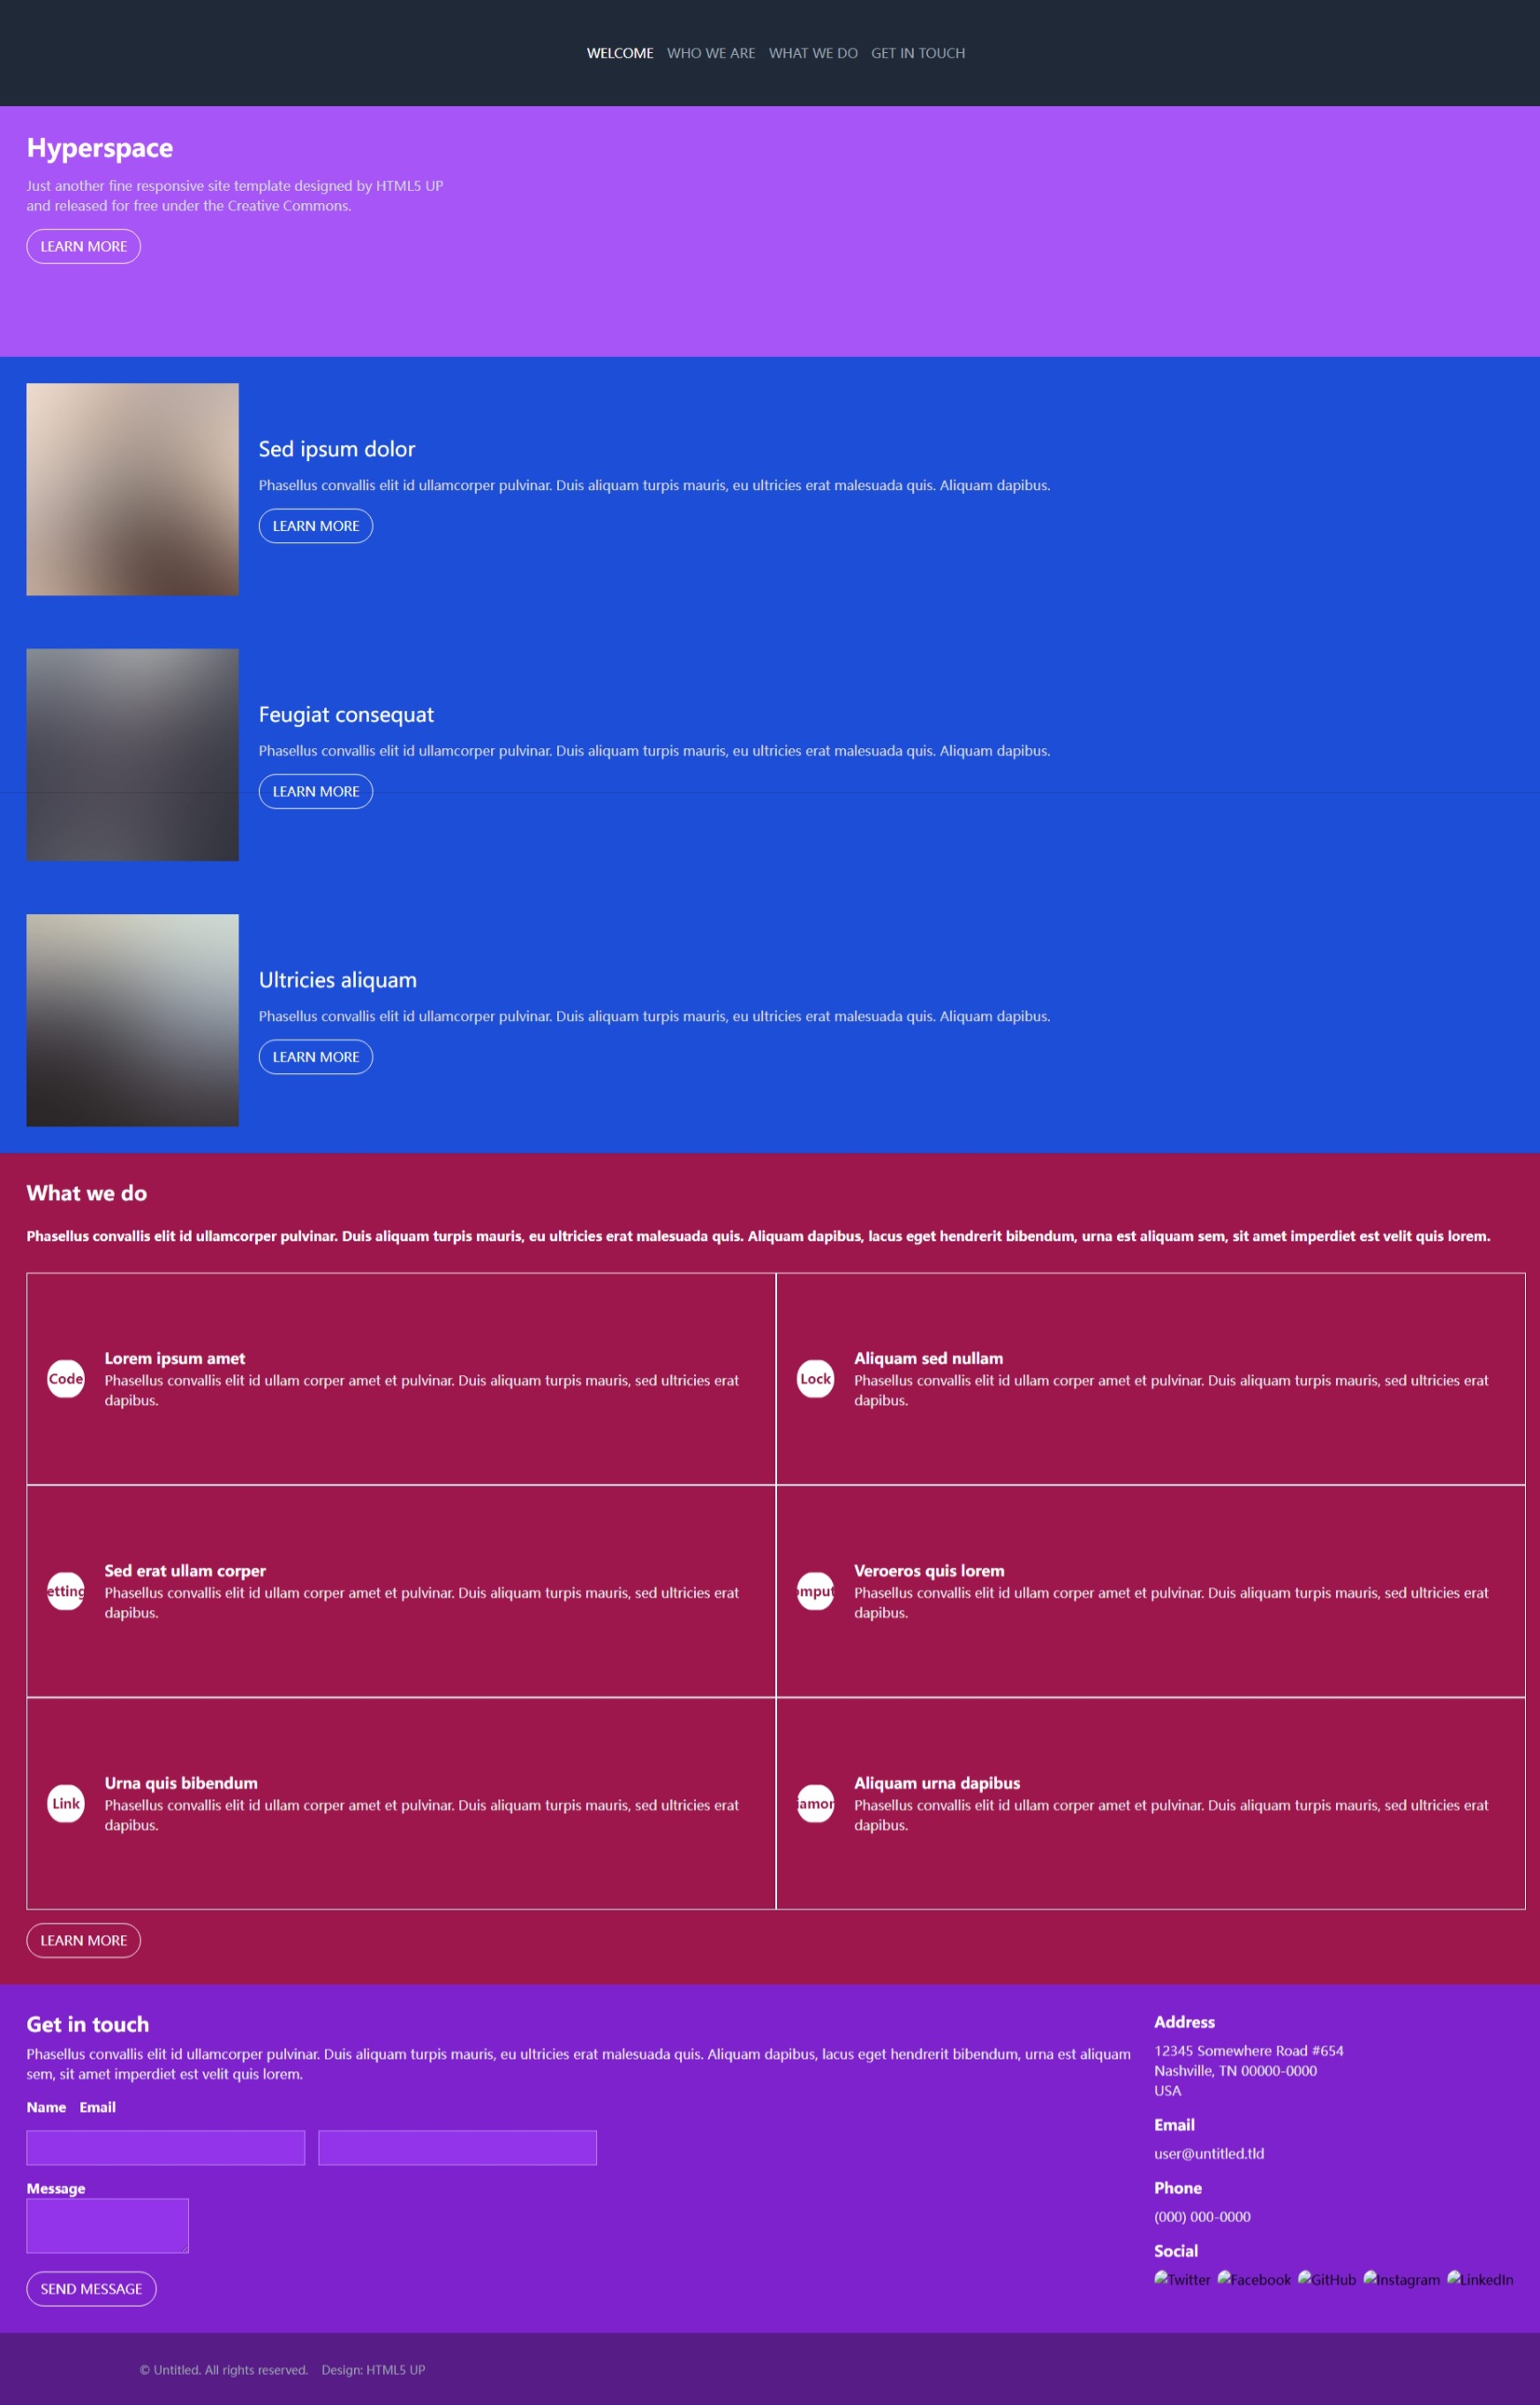 WELCOME WHO WE ARE WHAT WE DO GET IN TOUCH
Hyperspace
Just another fine responsive site template designed by HTML5 UP
and released for free under the Creative Commons.
LEARN MORE
Sed ipsum dolor
Phasellus convallis elit id ullamcorper pulvinar. Duis aliquam turpis mauris, eu ultricies erat malesuada quis. Aliquam dapibus.
LEARN MORE
Feugiat consequat
Phasellus convallis elit id ullamcorper pulvinar. Duis aliquam turpis mauris, eu ultricies erat malesuada quis. Aliquam dapibus.
LEARN MORE
Ultricies aliquam
Phasellus convallis elit id ullamcorper pulvinar. Duis aliquam turpis mauris, eu ultricies erat malesuada quis. Aliquam dapibus.
LEARN MORE
What we do
Phasellus convallis elit id ullamcorper pulvinar. Duis aliquam turpis mauris, eu ultricies erat malesuada quis. Aliquam dapibus, lacus eget hendrerit bibendum, urna est aliquam sem, sit amet imperdiet est velit quis lorem.
Code
Lorem ipsum amet
Phasellus convallis elit id ullam corper amet et pulvinar. Duis aliquam turpis mauris, sed ultricies erat
dapibus.
Lock
Aliquam sed nullam
Phasellus convallis elit id ullam corper amet et pulvinar. Duis aliquam turpis mauris, sed ultricies erat
dapibus.
etting
Sed erat ullam corper
Phasellus convallis elit id ullam corper amet et pulvinar. Duis aliquam turpis mauris, sed ultricies erat
dapibus.
omput
Veroeros quis lorem
Phasellus convallis elit id ullam corper amet et pulvinar. Duis aliquam turpis mauris, sed ultricies erat
dapibus.
Link
Urna quis bibendum
Phasellus convallis elit id ullam corper amet et pulvinar. Duis aliquam turpis mauris, sed ultricies erat
dapibus.
iamon
Aliquam urna dapibus
Phasellus convallis elit id ullam corper amet et pulvinar. Duis aliquam turpis mauris, sed ultricies erat
dapibus.
LEARN MORE
Get in touch
Phasellus convallis elit id ullamcorper pulvinar. Duis aliquam turpis mauris, eu ultricies erat malesuada quis. Aliquam dapibus, lacus eget hendrerit bibendum, urna est aliquam
sem, sit amet imperdiet est velit quis lorem.
Name Email
Message
SEND MESSAGE
Address
12345 Somewhere Road #654
Nashville, TN 00000-0000
USA
Email
user@untitled.tld
Phone
(000) 000-0000
Social
Twitter Facebook GitHub Instagram LinkedIn
© Untitled. All rights reserved. Design: HTML5 UP